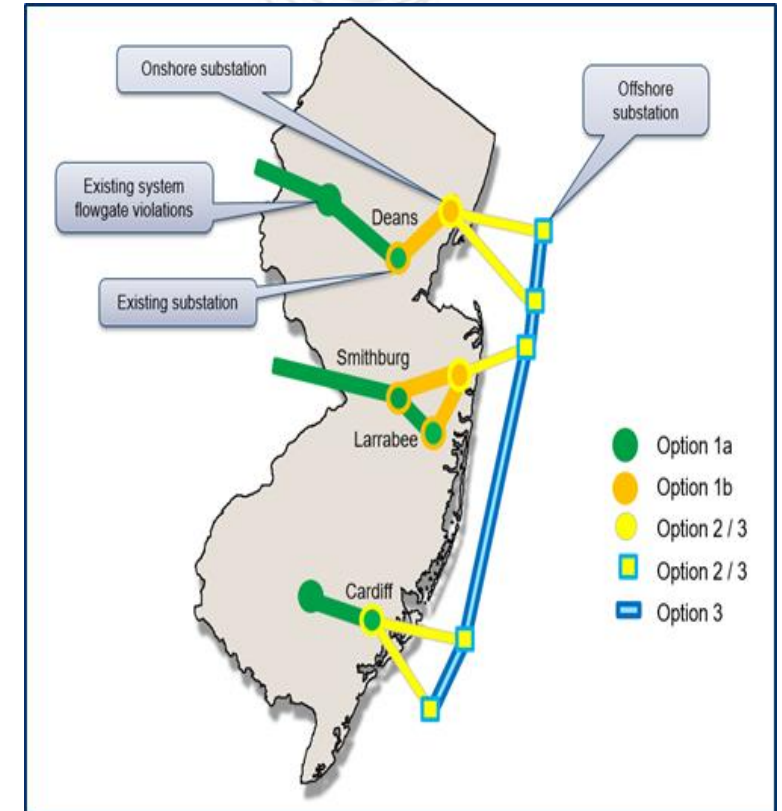 Onshore substation
Offshore
substation
Existing system
flowgate violations
Deans
Existing substation
Smithburg
Larrabee
Option 1a
Option 1b
Option 2 / 3
Option 2 / 3
Option 3
Cardiff